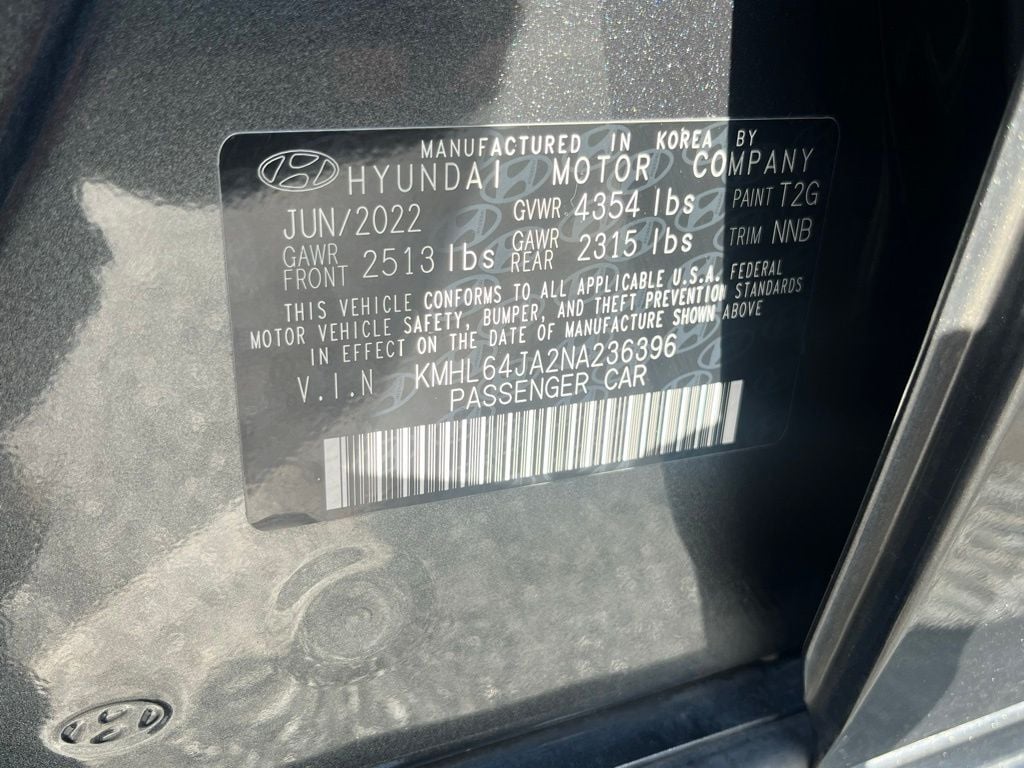 MANUFACTURED IN KOREA BY
HYUNDAI MOTOR COMPANY
JUN/2022 GVWR 4354 lbs PAINT T2G
GAWR FRONT 2513 lbs GAWR REAR 2315 lbs TRIM NNB
THIS VEHICLE CONFORMS TO ALL APPLICABLE U.S.A. FEDERAL
MOTOR VEHICLE SAFETY, BUMPER, AND THEFT PREVENTION STANDARDS
IN EFFECT ON THE DATE OF MANUFACTURE SHOWN ABOVE
V.I.N KMHL64JA2NA236396
PASSENGER CAR